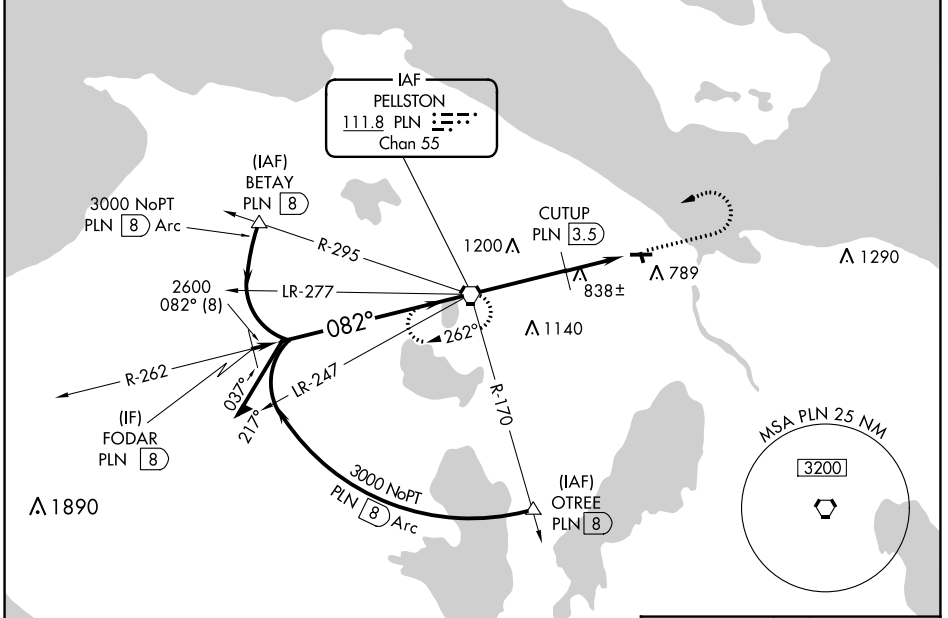 IAF
PELLSTON
111.8 PLN
Chan 55
(IAF)
BETAY
PLN 8
3000 NoPT
PLN 8 Arc
R-295
CUTUP
PLN 3.5
1200
1290
789
838±
LR-277
2600
082° (8)
082°
262°
1140
R-262
037°
LR-247
217°
R-170
(IF)
FODAR
PLN 8
MSA PLN 25 NM
3200
3000 NoPT
PLN 8 Arc
(IAF)
OTREE
PLN 8
1890